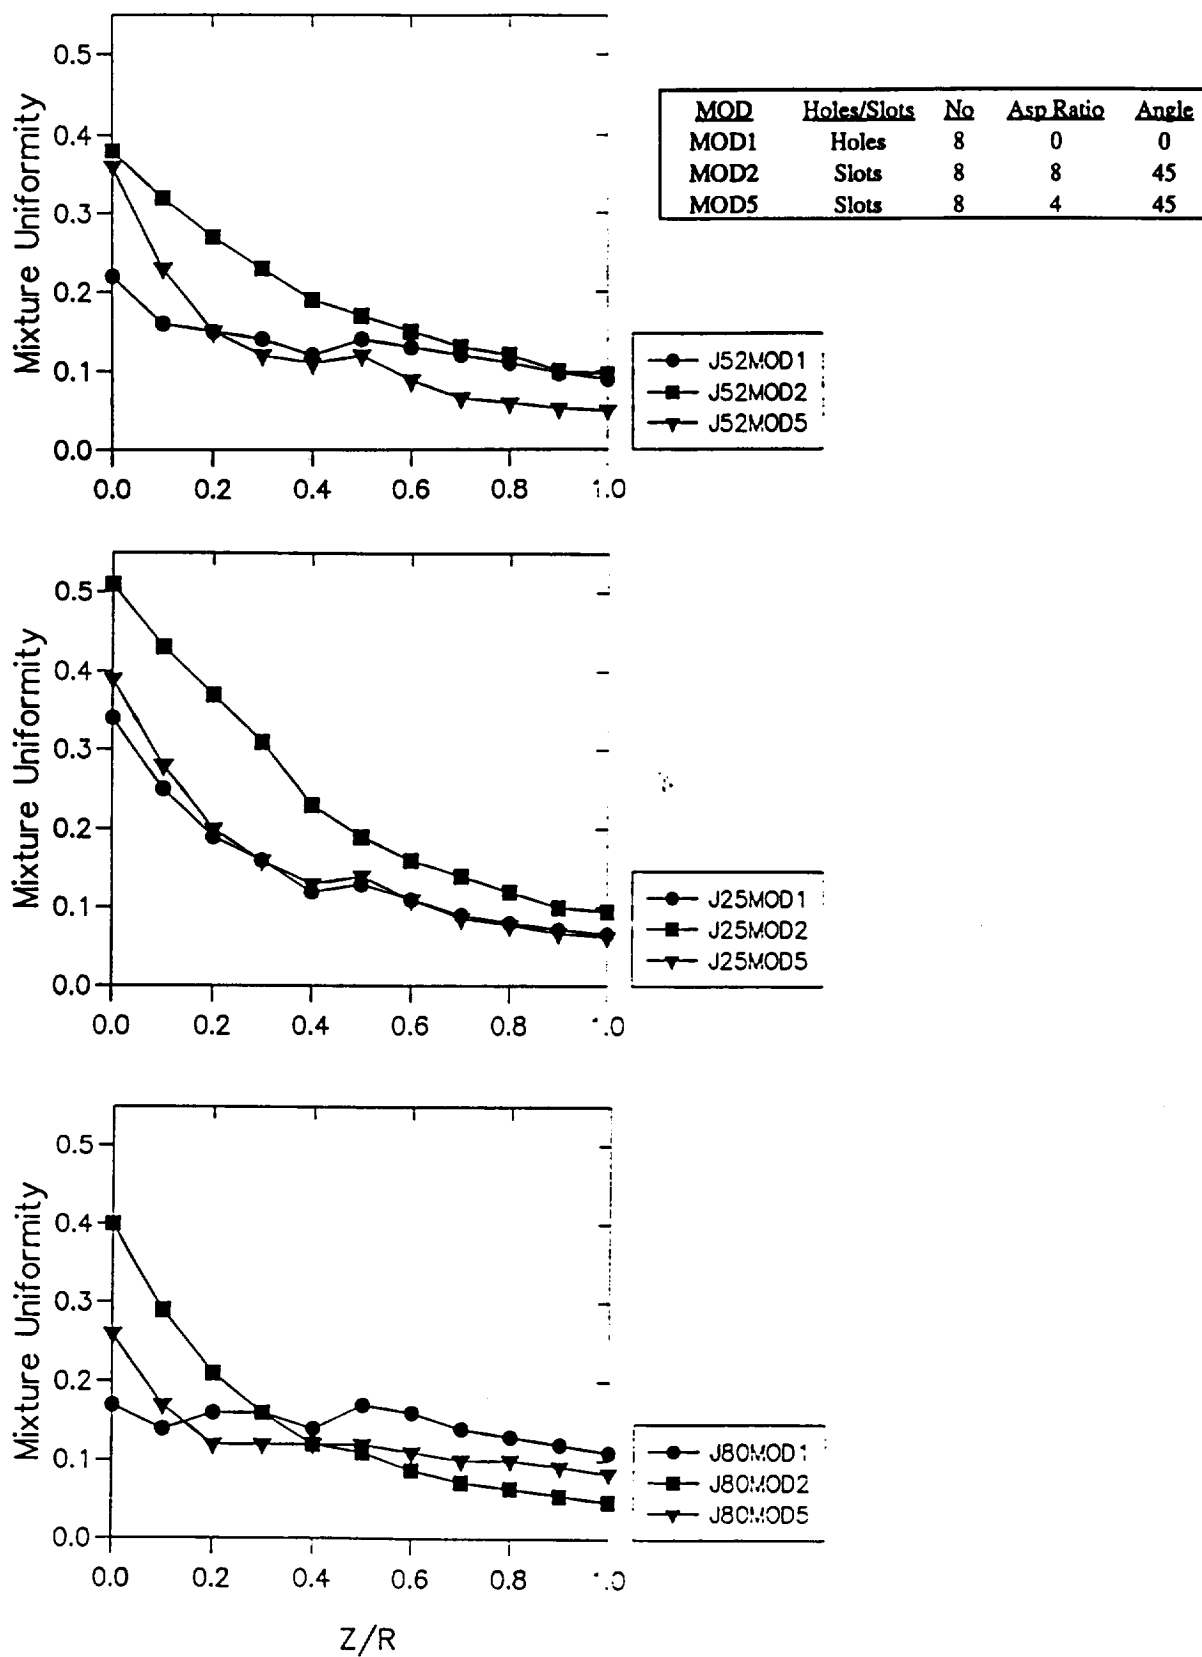 Mixture Uniformity
0.5
0.4
0.3
0.2
0.1
0.0
0.0 0.2 0.4 0.6 0.8 1.0
MOD Holes/Slots No Asp Ratio Angle
MOD1 Holes 8 0 0
MOD2 Slots 8 8 45
MOD5 Slots 8 4 45
J52MOD1
J52MOD2
J52MOD5
Mixture Uniformity
0.5
0.4
0.3
0.2
0.1
0.0
0.0 0.2 0.4 0.6 0.8 1.0
J25MOD1
J25MOD2
J25MOD5
Mixture Uniformity
0.5
0.4
0.3
0.2
0.1
0.0
0.0 0.2 0.4 0.6 0.8 1.0
J80MOD1
J80MOD2
J80MOD5
Z/R